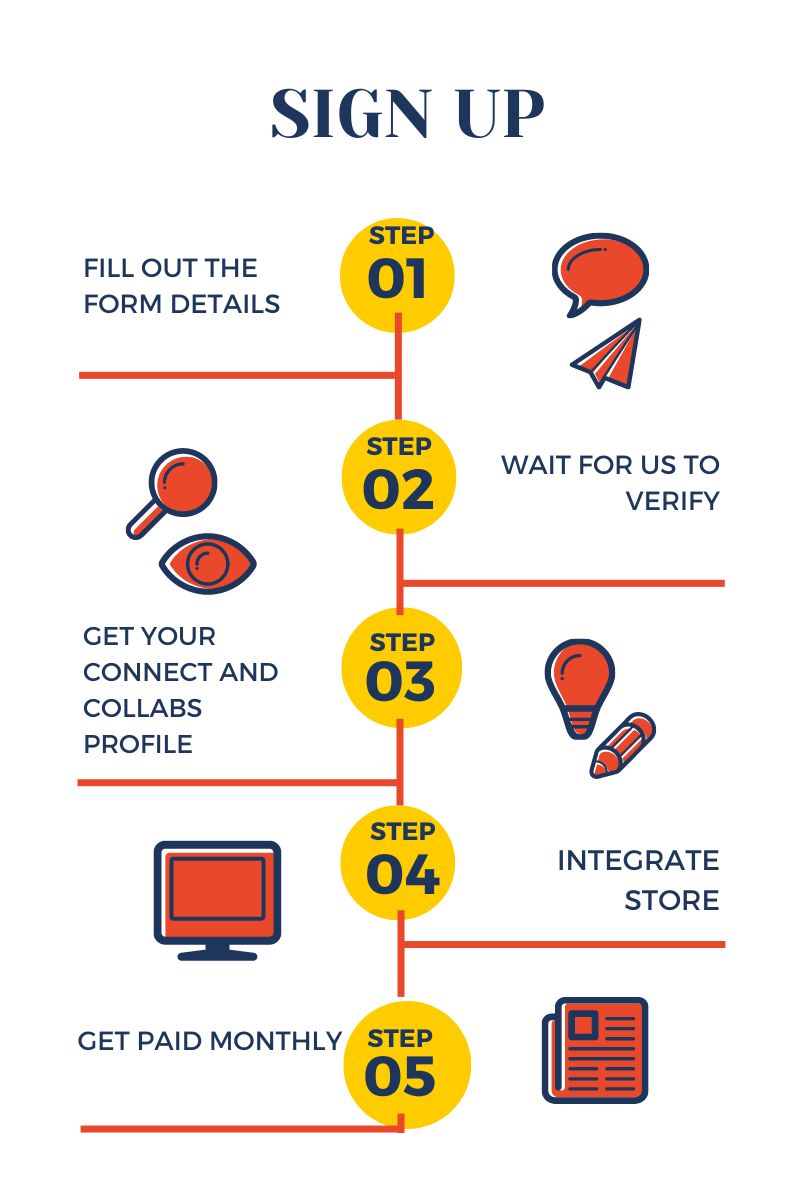 SIGN UP
STEP
01
FILL OUT THE
FORM DETAILS
STEP
02
WAIT FOR US TO
VERIFY
STEP
03
GET YOUR
CONNECT AND
COLLABS
PROFILE
STEP
04
INTEGRATE
STORE
STEP
05
GET PAID MONTHLY